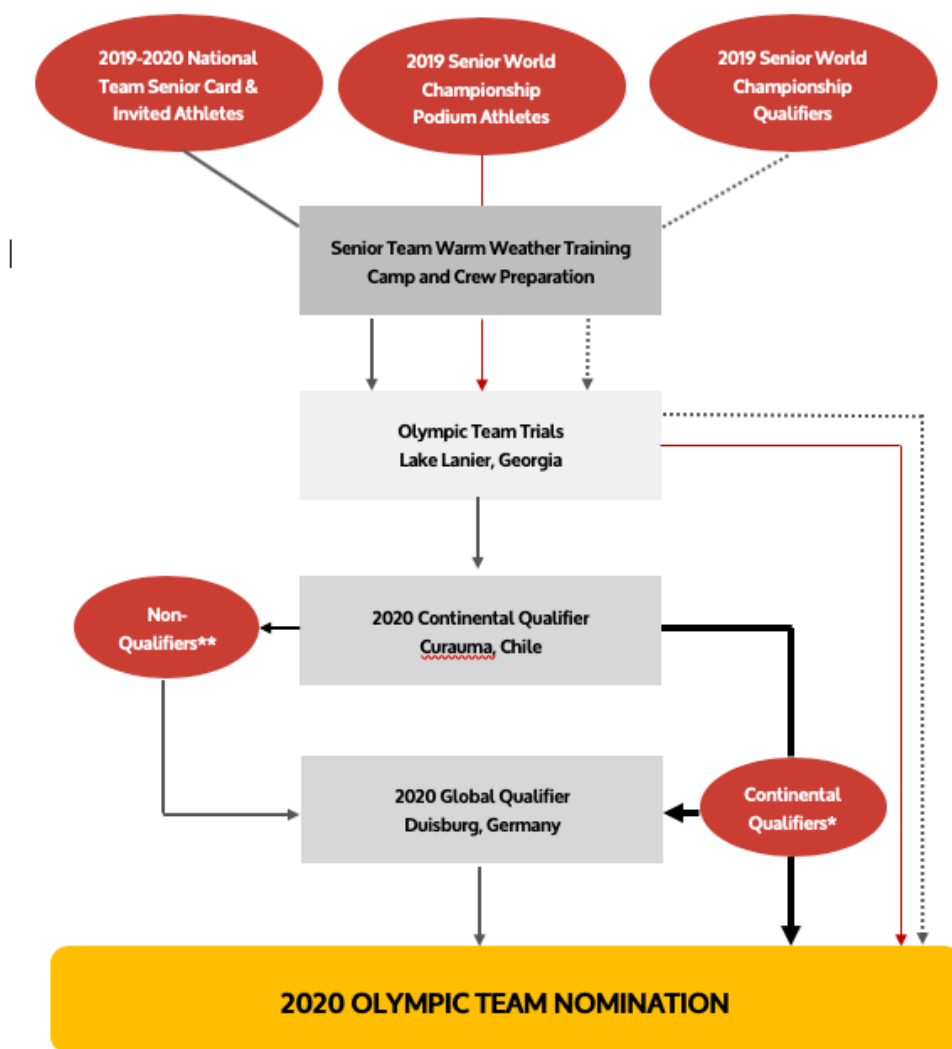 2019-2020 National
Team Senior Card &
Invited Athletes
2019 Senior World
Championship
Podium Athletes
2019 Senior World
Championship
Qualifiers
Senior Team Warm Weather Training
Camp and Crew Preparation
Olympic Team Trials
Lake Lanier, Georgia
Non-
Qualifiers**
2020 Continental Qualifier
Curauma, Chile
2020 Global Qualifier
Duisburg, Germany
Continental
Qualifiers*
2020 OLYMPIC TEAM NOMINATION